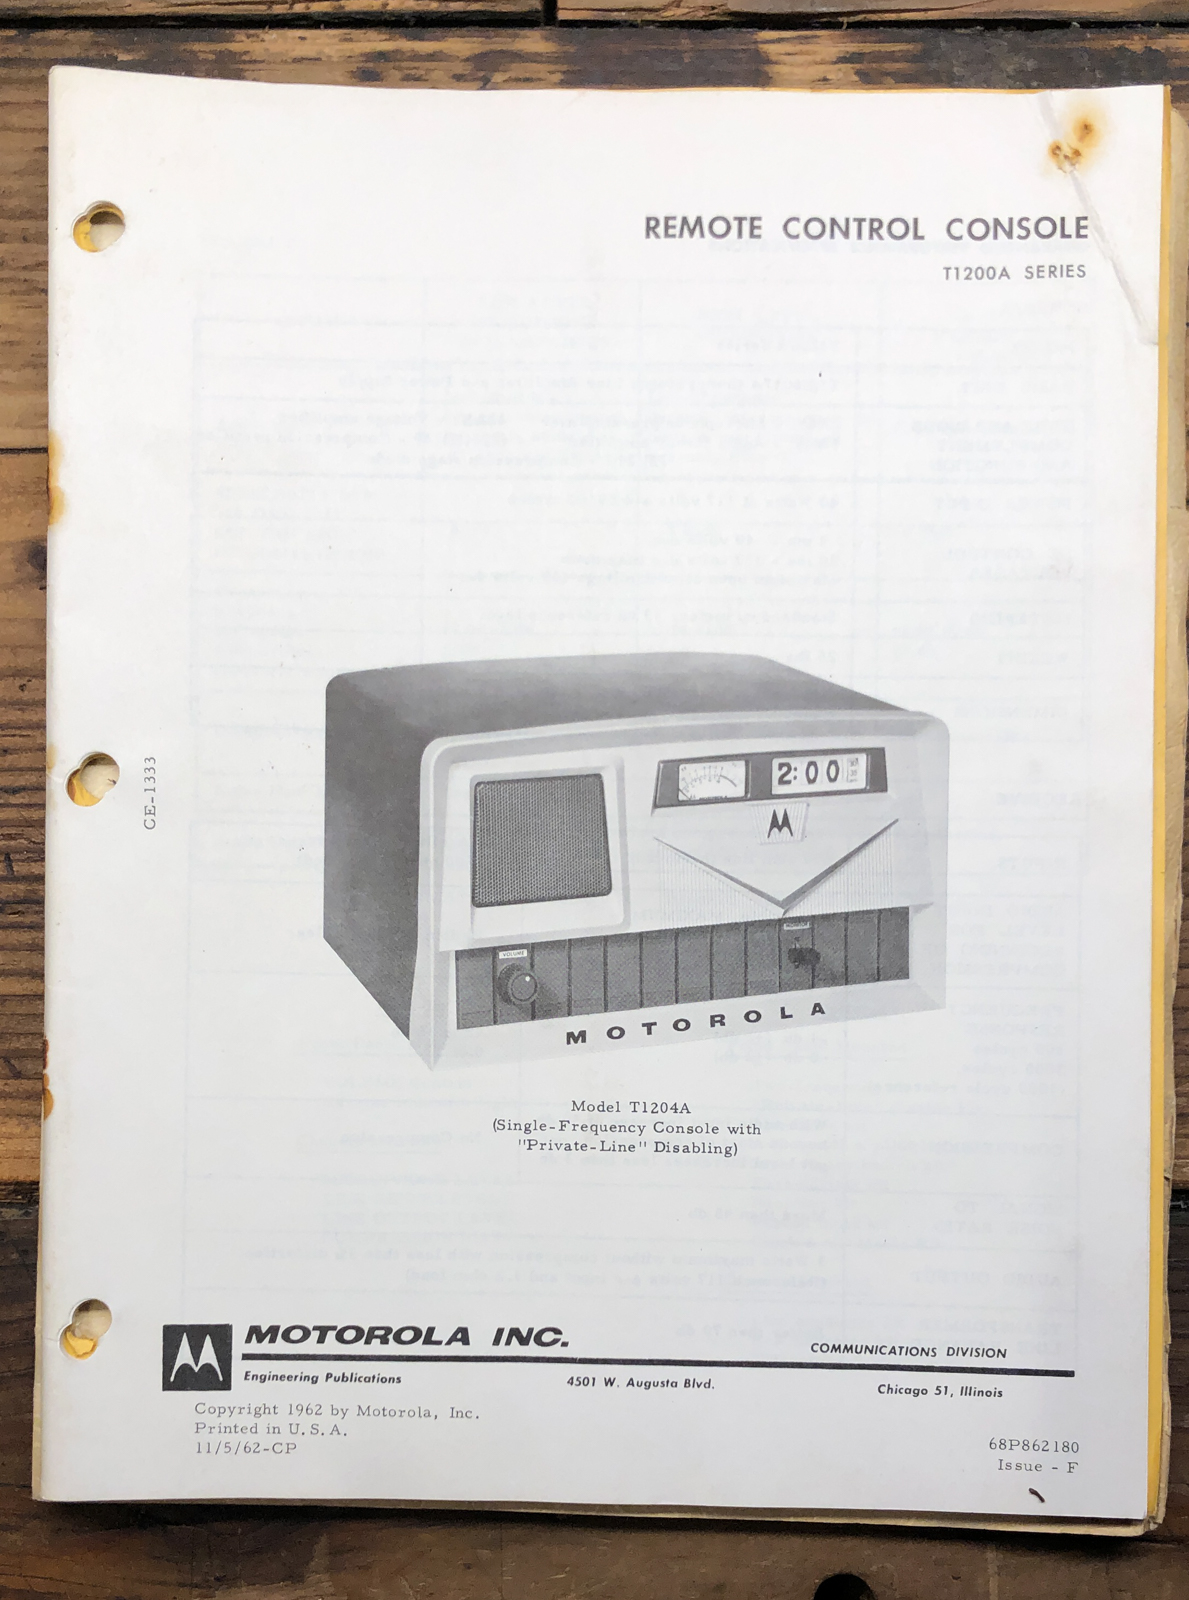 REMOTE CONTROL CONSOLE
T1200A SERIES
CE-1333
2:00
VOLUME
MONITOR
MOTOROLA
Model T1204A
(Single-Frequency Console with
"Private-Line" Disabling)
MOTOROLA INC.
COMMUNICATIONS DIVISION
Engineering Publications
4501 W. Augusta Blvd.
Chicago 51, Illinois
Copyright 1962 by Motorola, Inc.
Printed in U.S.A.
11/5/62-CP
68P862180
Issue - F